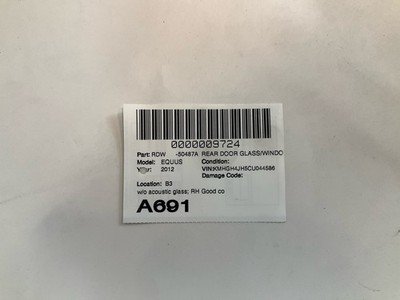 0000009724
Part: RDW -50487A REAR DOOR GLASS/WINDO
Model: EQUUS Condition:
Year: 2012 VIN:KMHGH4JH5CU044586
Damage Code:
Location: B3
w/o acoustic glass; RH Good co
A691